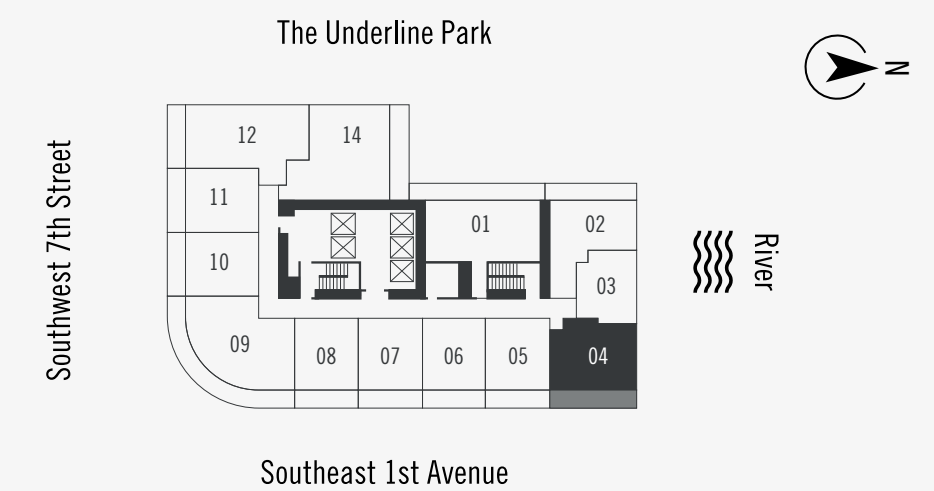 The Underline Park
N
12
14
11
01
02
10
03
09
08
07
06
05
04
Southwest 7th Street
River
Southeast 1st Avenue